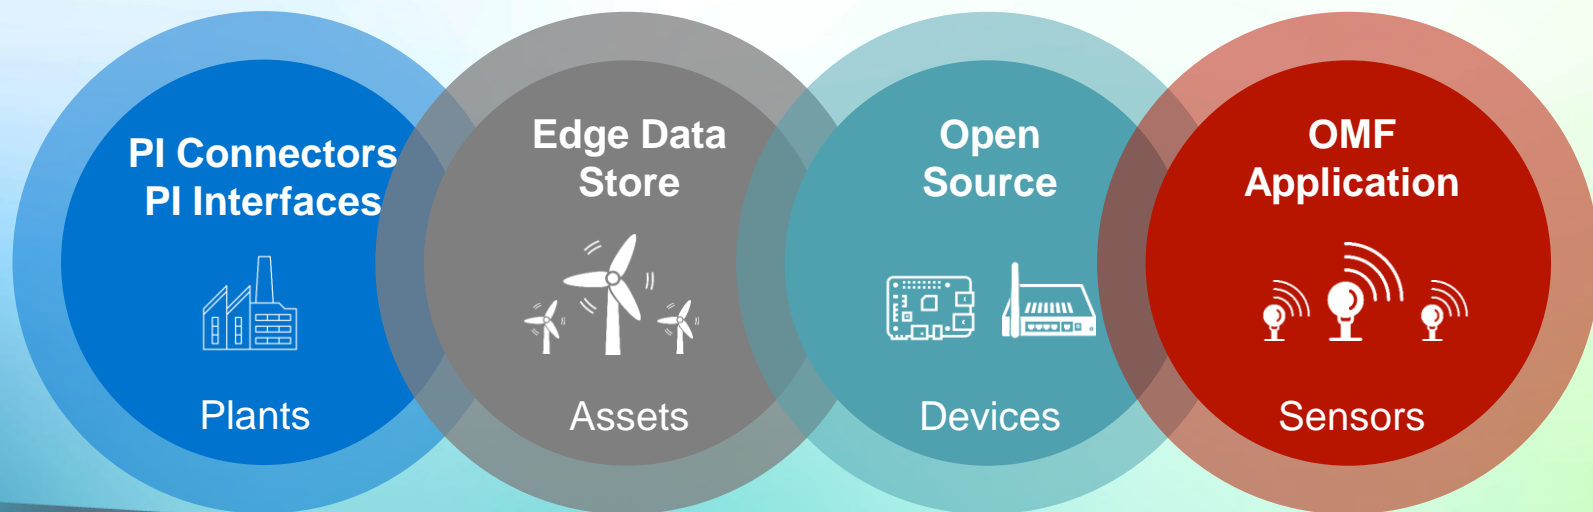 PI Connectors
PI Interfaces
Plants
Edge Data
Store
Assets
Open
Source
Devices
OMF
Application
Sensors